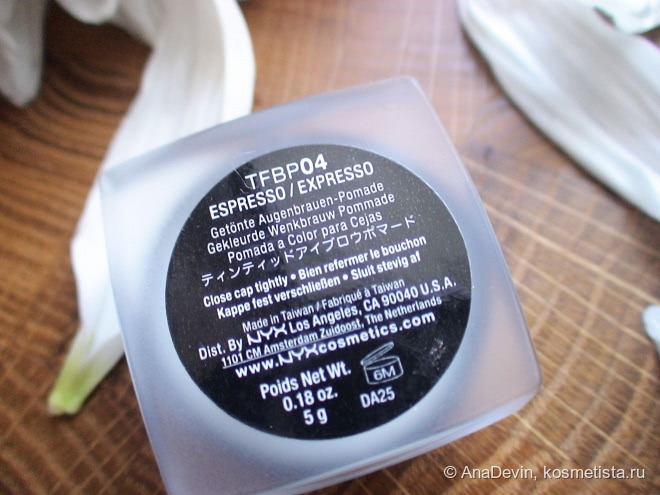 TFBP04
ESPRESSO / EXPRESSO
Getönte Augenbrauen-Pomade
Gekleurde Wenkbrauw Pommade
Pomada a Color para Cejas
ティンティッドアイブロウポマード
Close cap tightly • Bien refermer le bouchon
Kappe fest verschließen • Sluit stevig af
Made in Taiwan / Fabriqué à Taiwan
Dist. By NYX Los Angeles, CA 90040 U.S.A.
1101 CM Amsterdam Zuidoost, The Netherlands
www.NYXcosmetics.com
Poids Net Wt.
0.18 oz.
5 g
6M
DA25
© AnaDevin, kosmetista.ru